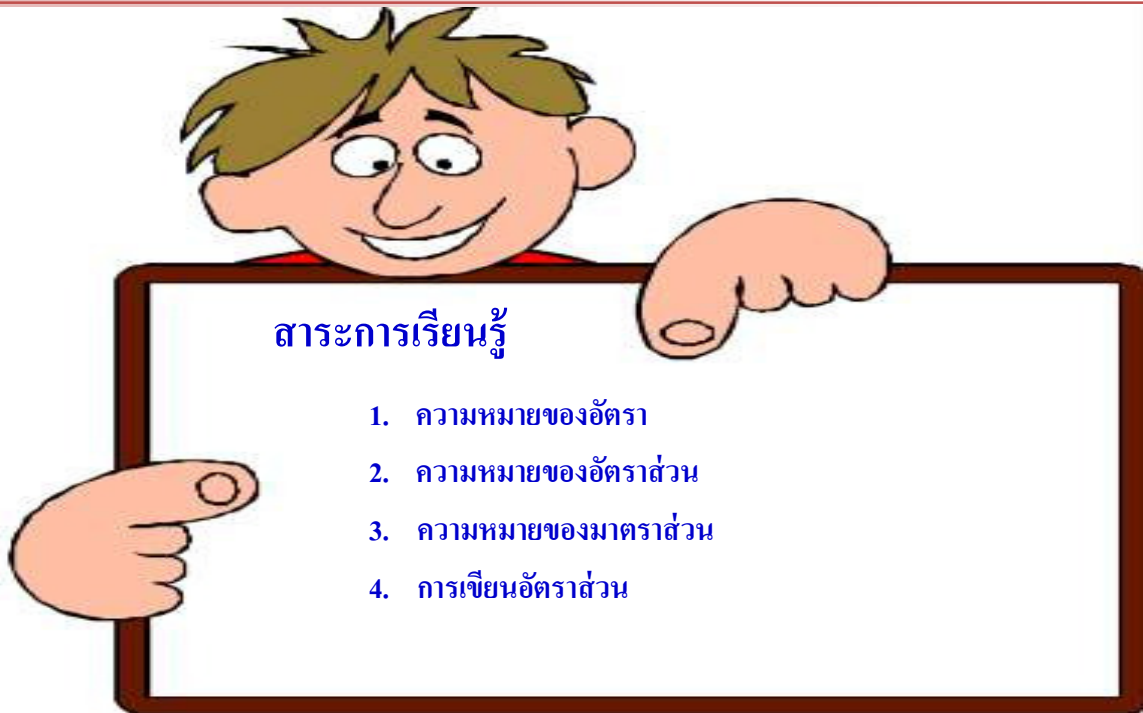 สาระการเรียนรู้
1. ความหมายของอัตรา
2. ความหมายของอัตราส่วน
3. ความหมายของมาตราส่วน
4. การเขียนอัตราส่วน